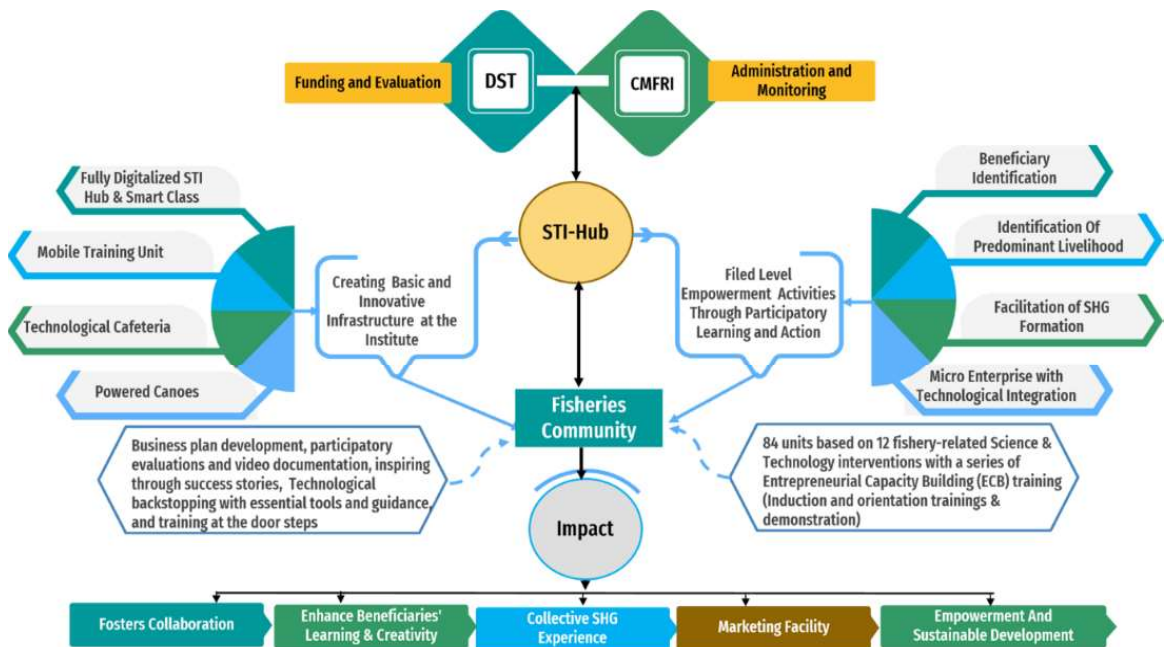 Funding and Evaluation
DST
CMFRI
Administration and
Monitoring
Fully Digitalized STI
Hub & Smart Class
Mobile Training Unit
Technological Cafeteria
Powered Canoes
Creating Basic and
Innovative
Infrastructure at the
Institute
STI-Hub
Filed Level
Empowerment Activities
Through Participatory
Learning and Action
Beneficiary
Identification
Identification Of
Predominant Livelihood
Facilitation of SHG
Formation
Micro Enterprise with
Technological Integration
Fisheries
Community
Business plan development, participatory
evaluations and video documentation, inspiring
through success stories, Technological
backstopping with essential tools and guidance,
and training at the door steps
84 units based on 12 fishery-related Science &
Technology interventions with a series of
Entrepreneurial Capacity Building (ECB) training
(Induction and orientation trainings &
demonstration)
Impact
Fosters Collaboration
Enhance Beneficiaries'
Learning & Creativity
Collective SHG
Experience
Marketing Facility
Empowerment And
Sustainable Development